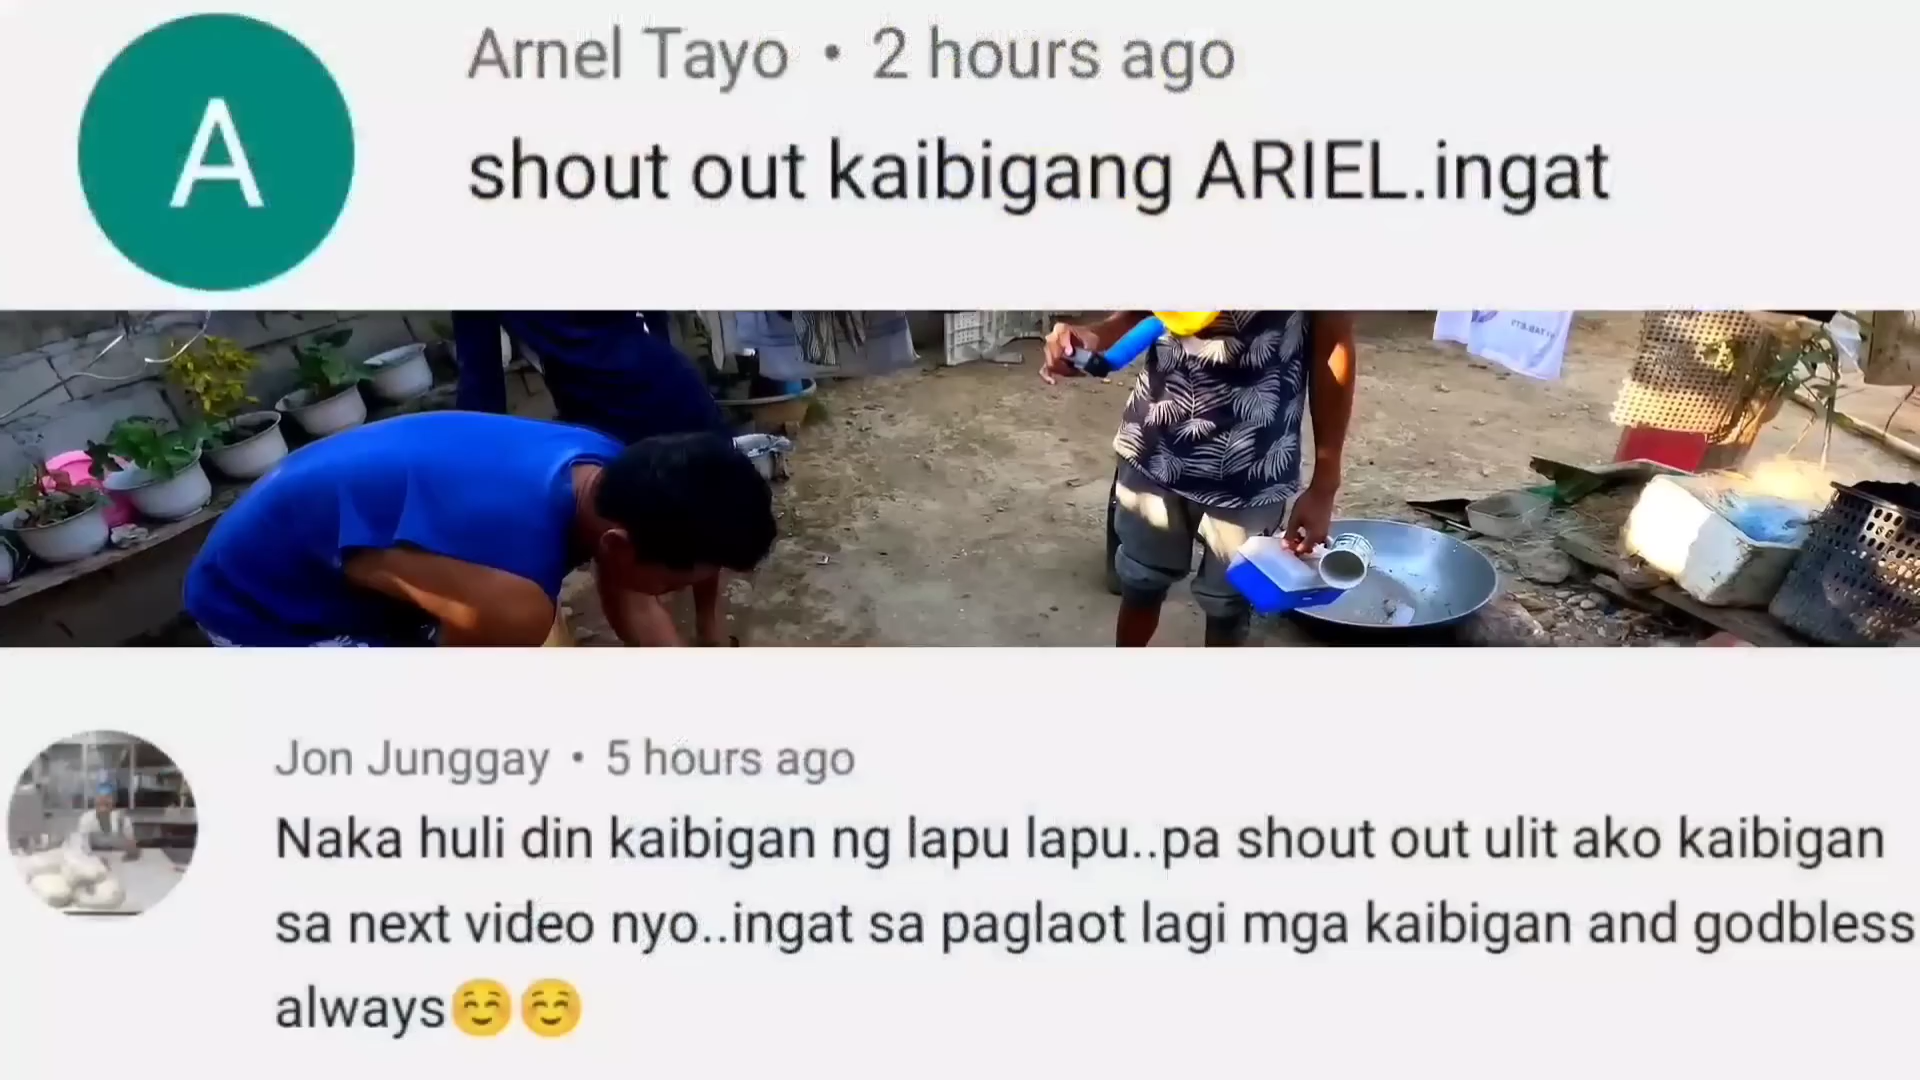 A
Arnel Tayo • 2 hours ago
shout out kaibigang ARIEL.ingat
Jon Junggay • 5 hours ago
Naka huli din kaibigan ng lapu lapu..pa shout out ulit ako kaibigan
sa next video nyo..ingat sa paglaot lagi mga kaibigan and godbless
always☺️☺️